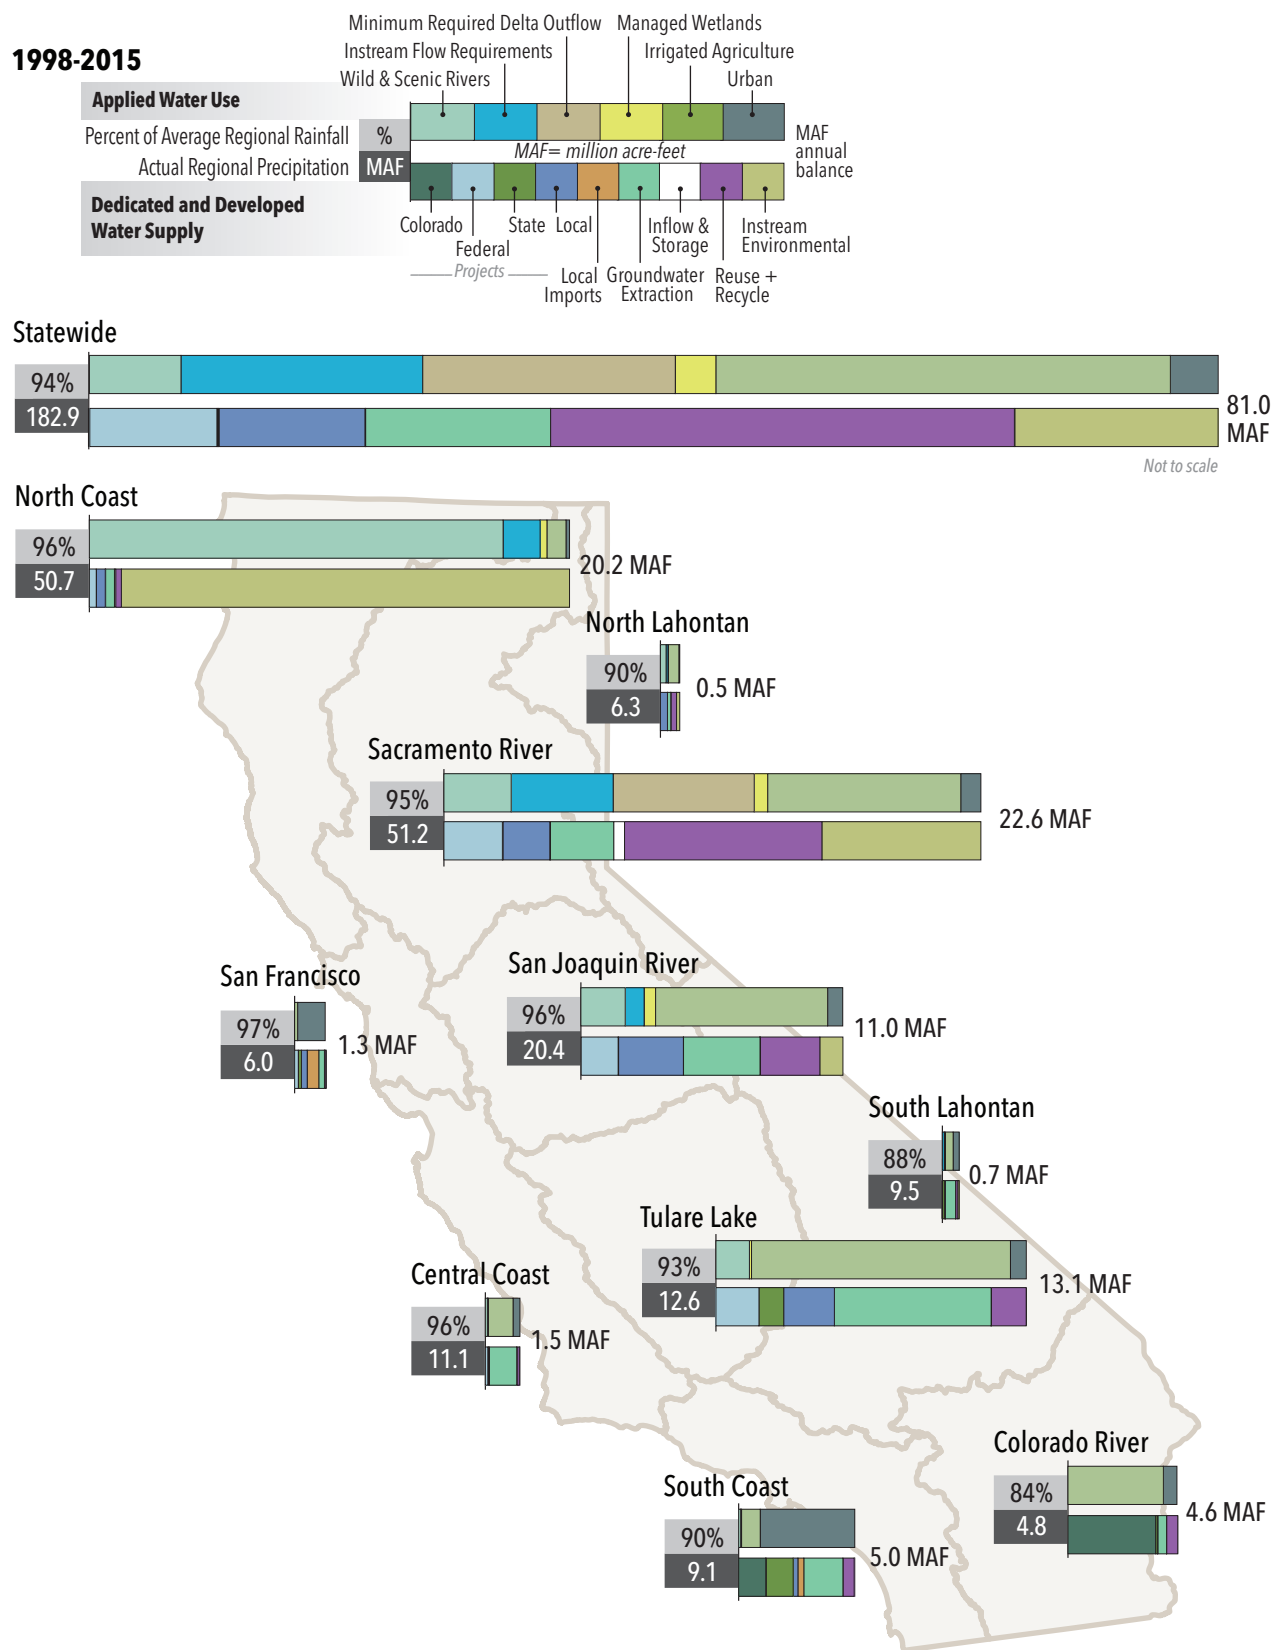 1998-2015
Minimum Required Delta Outflow
Managed Wetlands
Instream Flow Requirements
Irrigated Agriculture
Wild & Scenic Rivers
Urban
Applied Water Use
Percent of Average Regional Rainfall
%
MAF= million acre-feet
MAF
annual
balance
Actual Regional Precipitation
MAF
Dedicated and Developed
Water Supply
Colorado
Federal
State
Local
Projects
Local
Imports
Groundwater
Extraction
Inflow &
Storage
Reuse +
Recycle
Instream
Environmental
Statewide
94%
182.9
81.0
MAF
Not to scale
North Coast
96%
50.7
20.2 MAF
North Lahontan
90%
6.3
0.5 MAF
Sacramento River
95%
51.2
22.6 MAF
San Francisco
97%
6.0
1.3 MAF
San Joaquin River
96%
20.4
11.0 MAF
South Lahontan
88%
9.5
0.7 MAF
Tulare Lake
93%
12.6
13.1 MAF
Central Coast
96%
11.1
1.5 MAF
Colorado River
84%
4.8
4.6 MAF
South Coast
90%
9.1
5.0 MAF